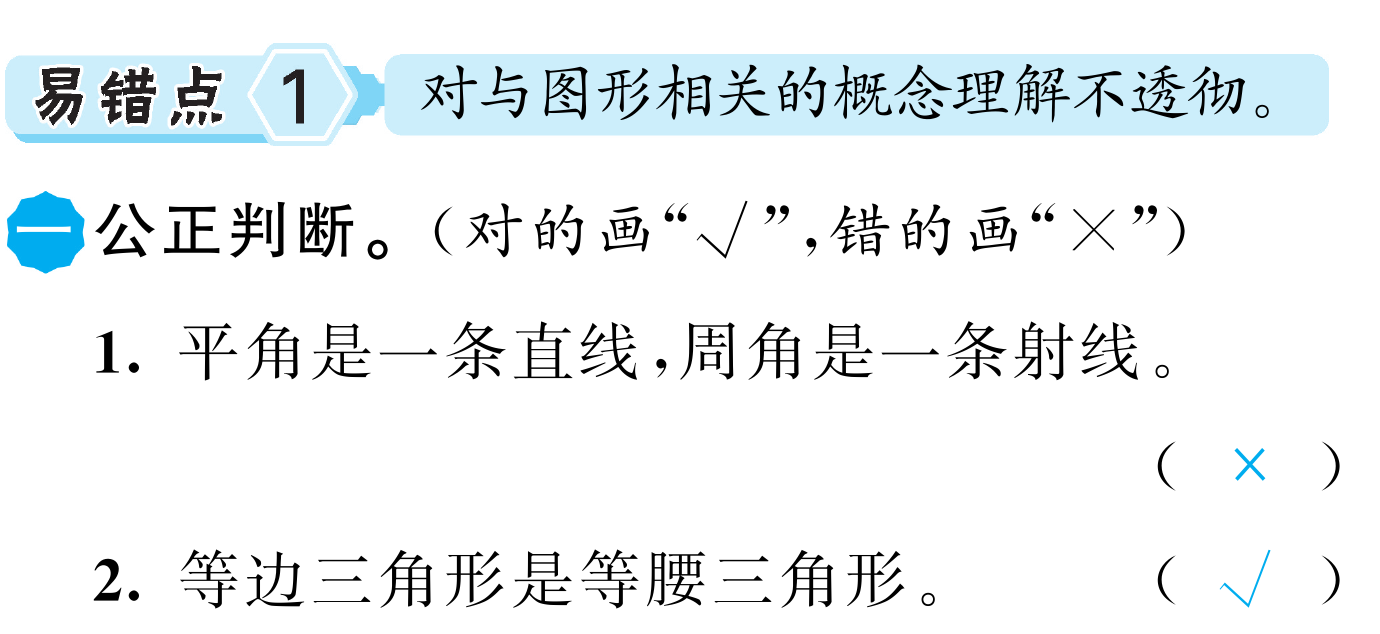 易错点 1 对与图形相关的概念理解不透彻。
一 公正判断。(对的画“√”,错的画“×”)
1. 平角是一条直线,周角是一条射线。
( × )
2. 等边三角形是等腰三角形。 ( √ )